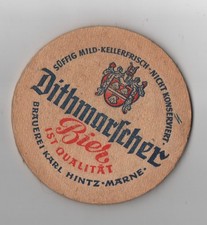 SÜFFIG MILD-KELLERFRISCH-NICHT KONSERVIERT-
Dithmarscher
Bier
IST QUALITÄT
BRAUEREI KARL HINTZ-MARNE-